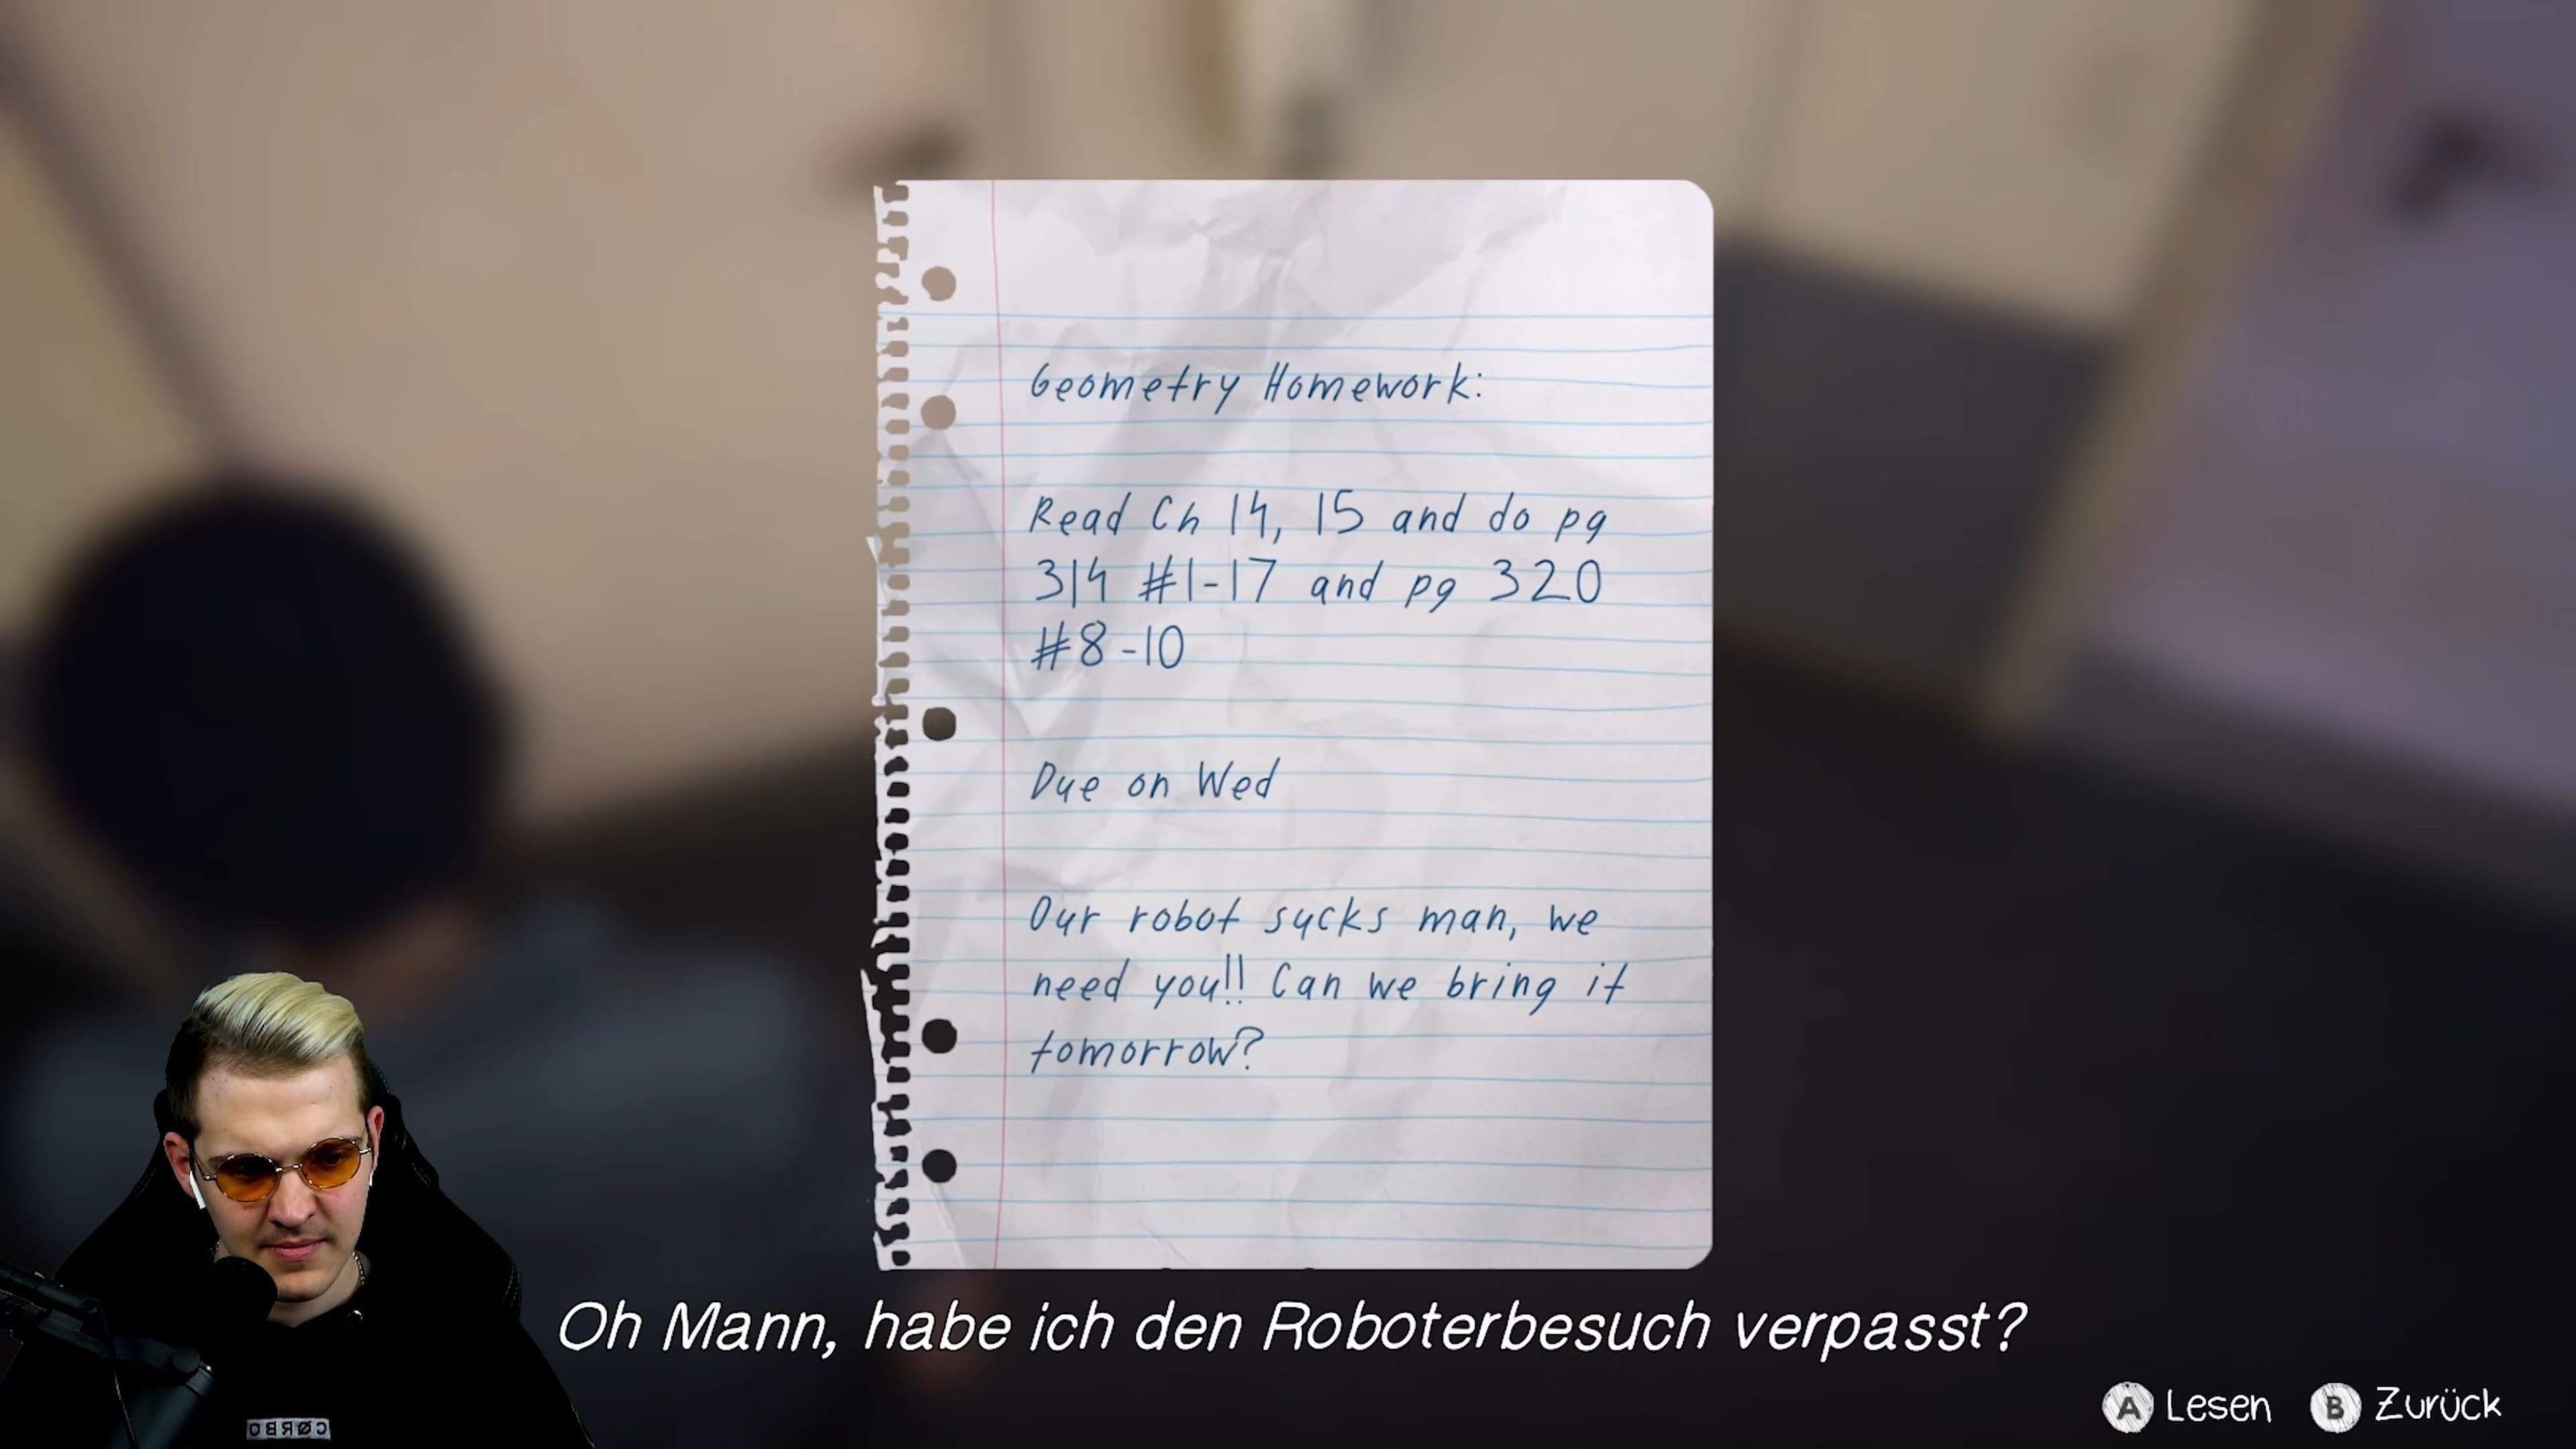 Geometry Homework:
Read Ch 14, 15 and do pg
314 #1-17 and pg 320
#8-10
Due on Wed
Our robot sucks man, we
need you!! Can we bring it
tomorrow?
Oh Mann, habe ich den Roboterbesuch verpasst?
A Lesen B Zurück
CØRBO